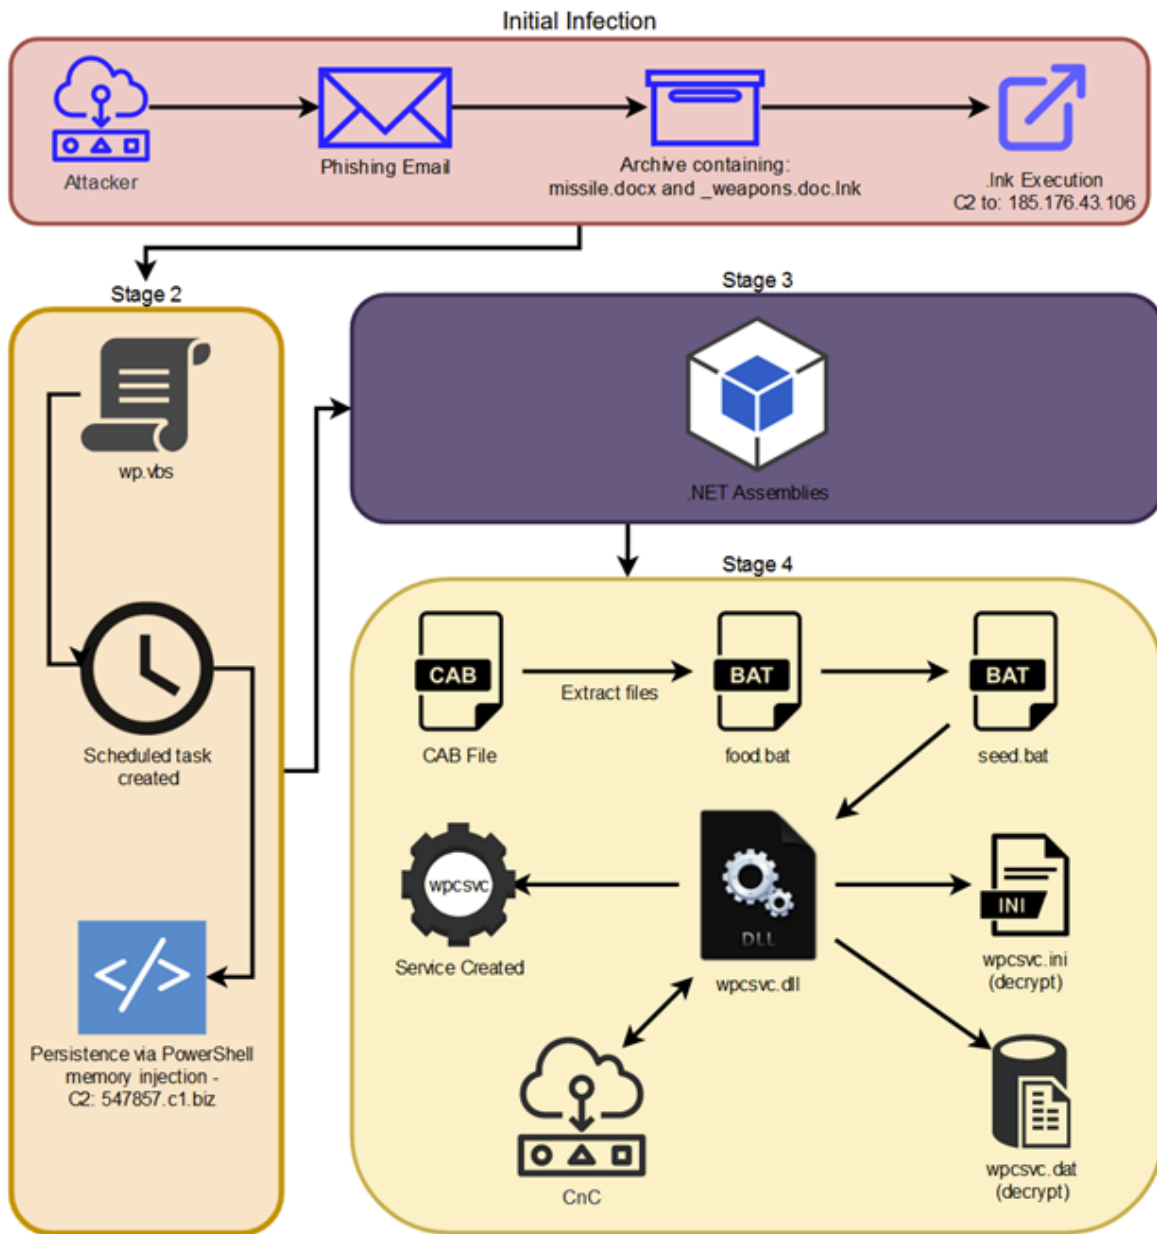 Initial Infection
Attacker
Phishing Email
Archive containing:
missile.docx and _weapons.doc.lnk
.lnk Execution
C2 to: 185.176.43.106
Stage 2
wp.vbs
Scheduled task
created
Persistence via PowerShell
memory injection -
C2: 547857.c1.biz
Stage 3
.NET Assemblies
Stage 4
CAB
CAB File
Extract files
BAT
food.bat
BAT
seed.bat
wpcsvc
Service Created
DLL
wpcsvc.dll
INI
wpcsvc.ini
(decrypt)
CnC
wpcsvc.dat
(decrypt)